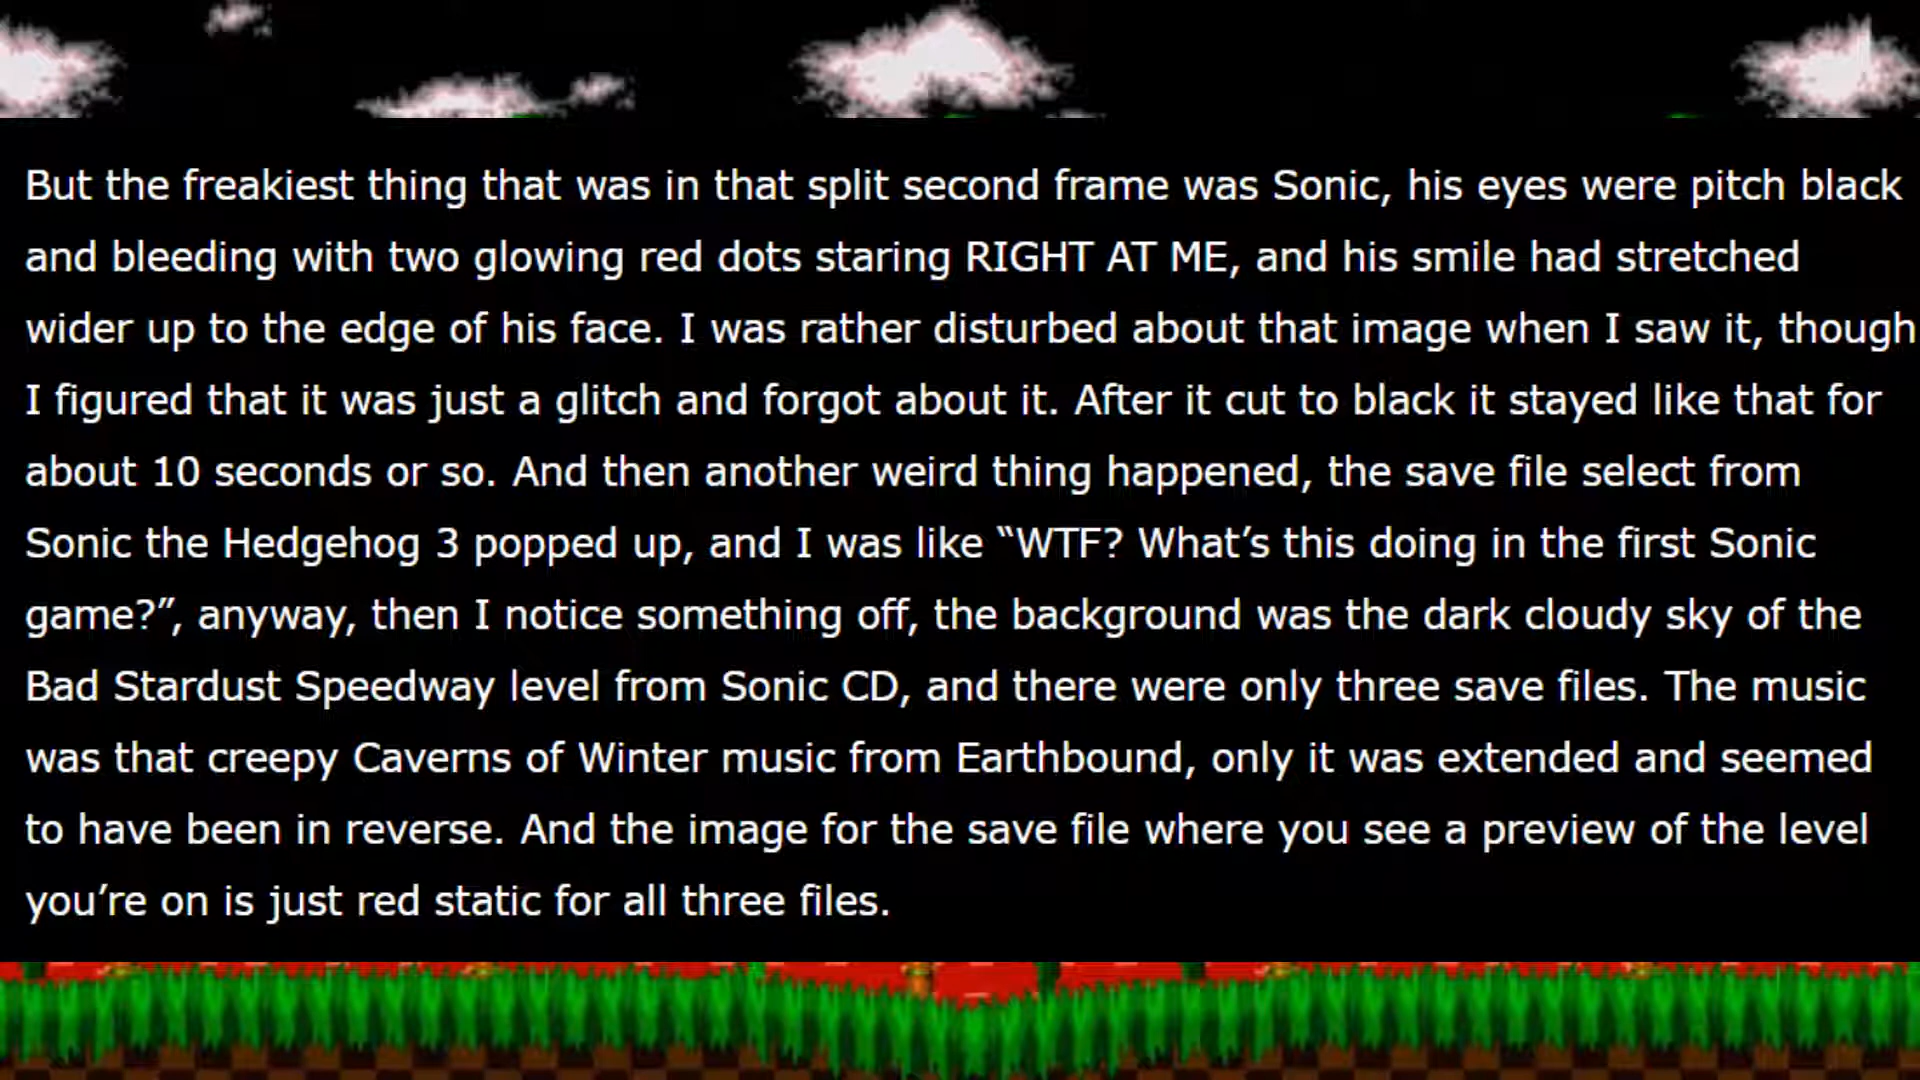 But the freakiest thing that was in that split second frame was Sonic, his eyes were pitch black
and bleeding with two glowing red dots staring RIGHT AT ME, and his smile had stretched
wider up to the edge of his face. I was rather disturbed about that image when I saw it, though
I figured that it was just a glitch and forgot about it. After it cut to black it stayed like that for
about 10 seconds or so. And then another weird thing happened, the save file select from
Sonic the Hedgehog 3 popped up, and I was like “WTF? What’s this doing in the first Sonic
game?”, anyway, then I notice something off, the background was the dark cloudy sky of the
Bad Stardust Speedway level from Sonic CD, and there were only three save files. The music
was that creepy Caverns of Winter music from Earthbound, only it was extended and seemed
to have been in reverse. And the image for the save file where you see a preview of the level
you’re on is just red static for all three files.